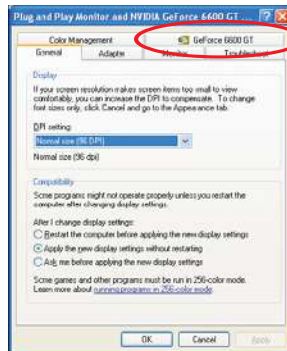 Plug and Play Monitor and NVIDIA GeForce 6600 GT ...
Color Management
GeForce 6600 GT
General
Adapter
Monitor
Troubleshoot
Display
If your screen resolution makes screen items too small to view
comfortably, you can increase the DPI to compensate. To change
font sizes only, click Cancel and go to the Appearance tab.
DPI setting:
Normal size (96 DPI)
Normal size (96 dpi)
Compatibility
Some programs might not operate properly unless you restart the
computer after changing display settings.
After I change display settings:
Restart the computer before applying the new display settings
Apply the new display settings without restarting
Ask me before applying the new display settings
Some games and other programs must be run in 256-color mode.
Learn more about running programs in 256-color mode.
OK
Cancel
Apply